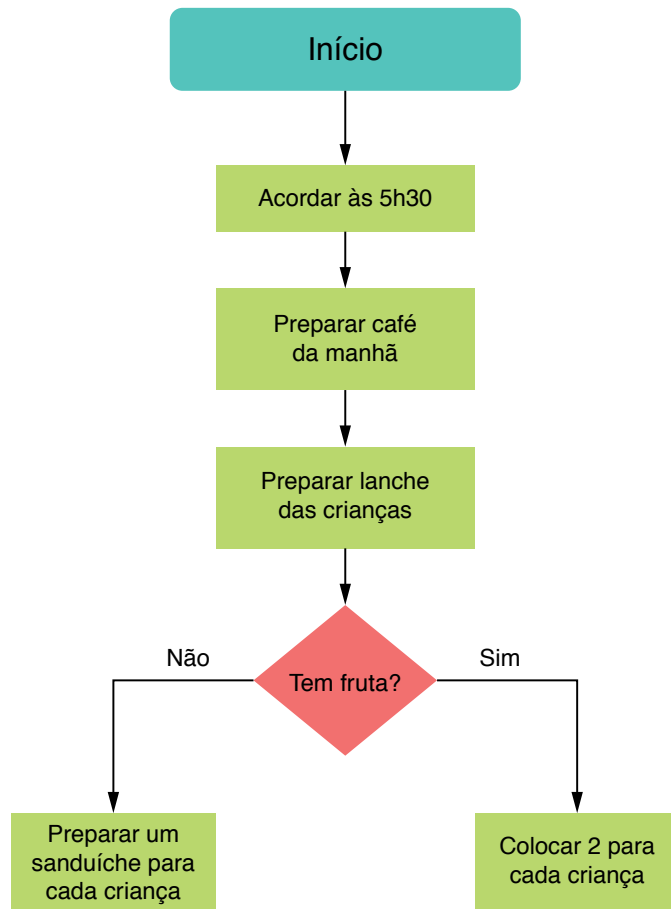 Início
Acordar às 5h30
Preparar café
da manhã
Preparar lanche
das crianças
Não
Sim
Tem fruta?
Preparar um
sanduíche para
cada criança
Colocar 2 para
cada criança